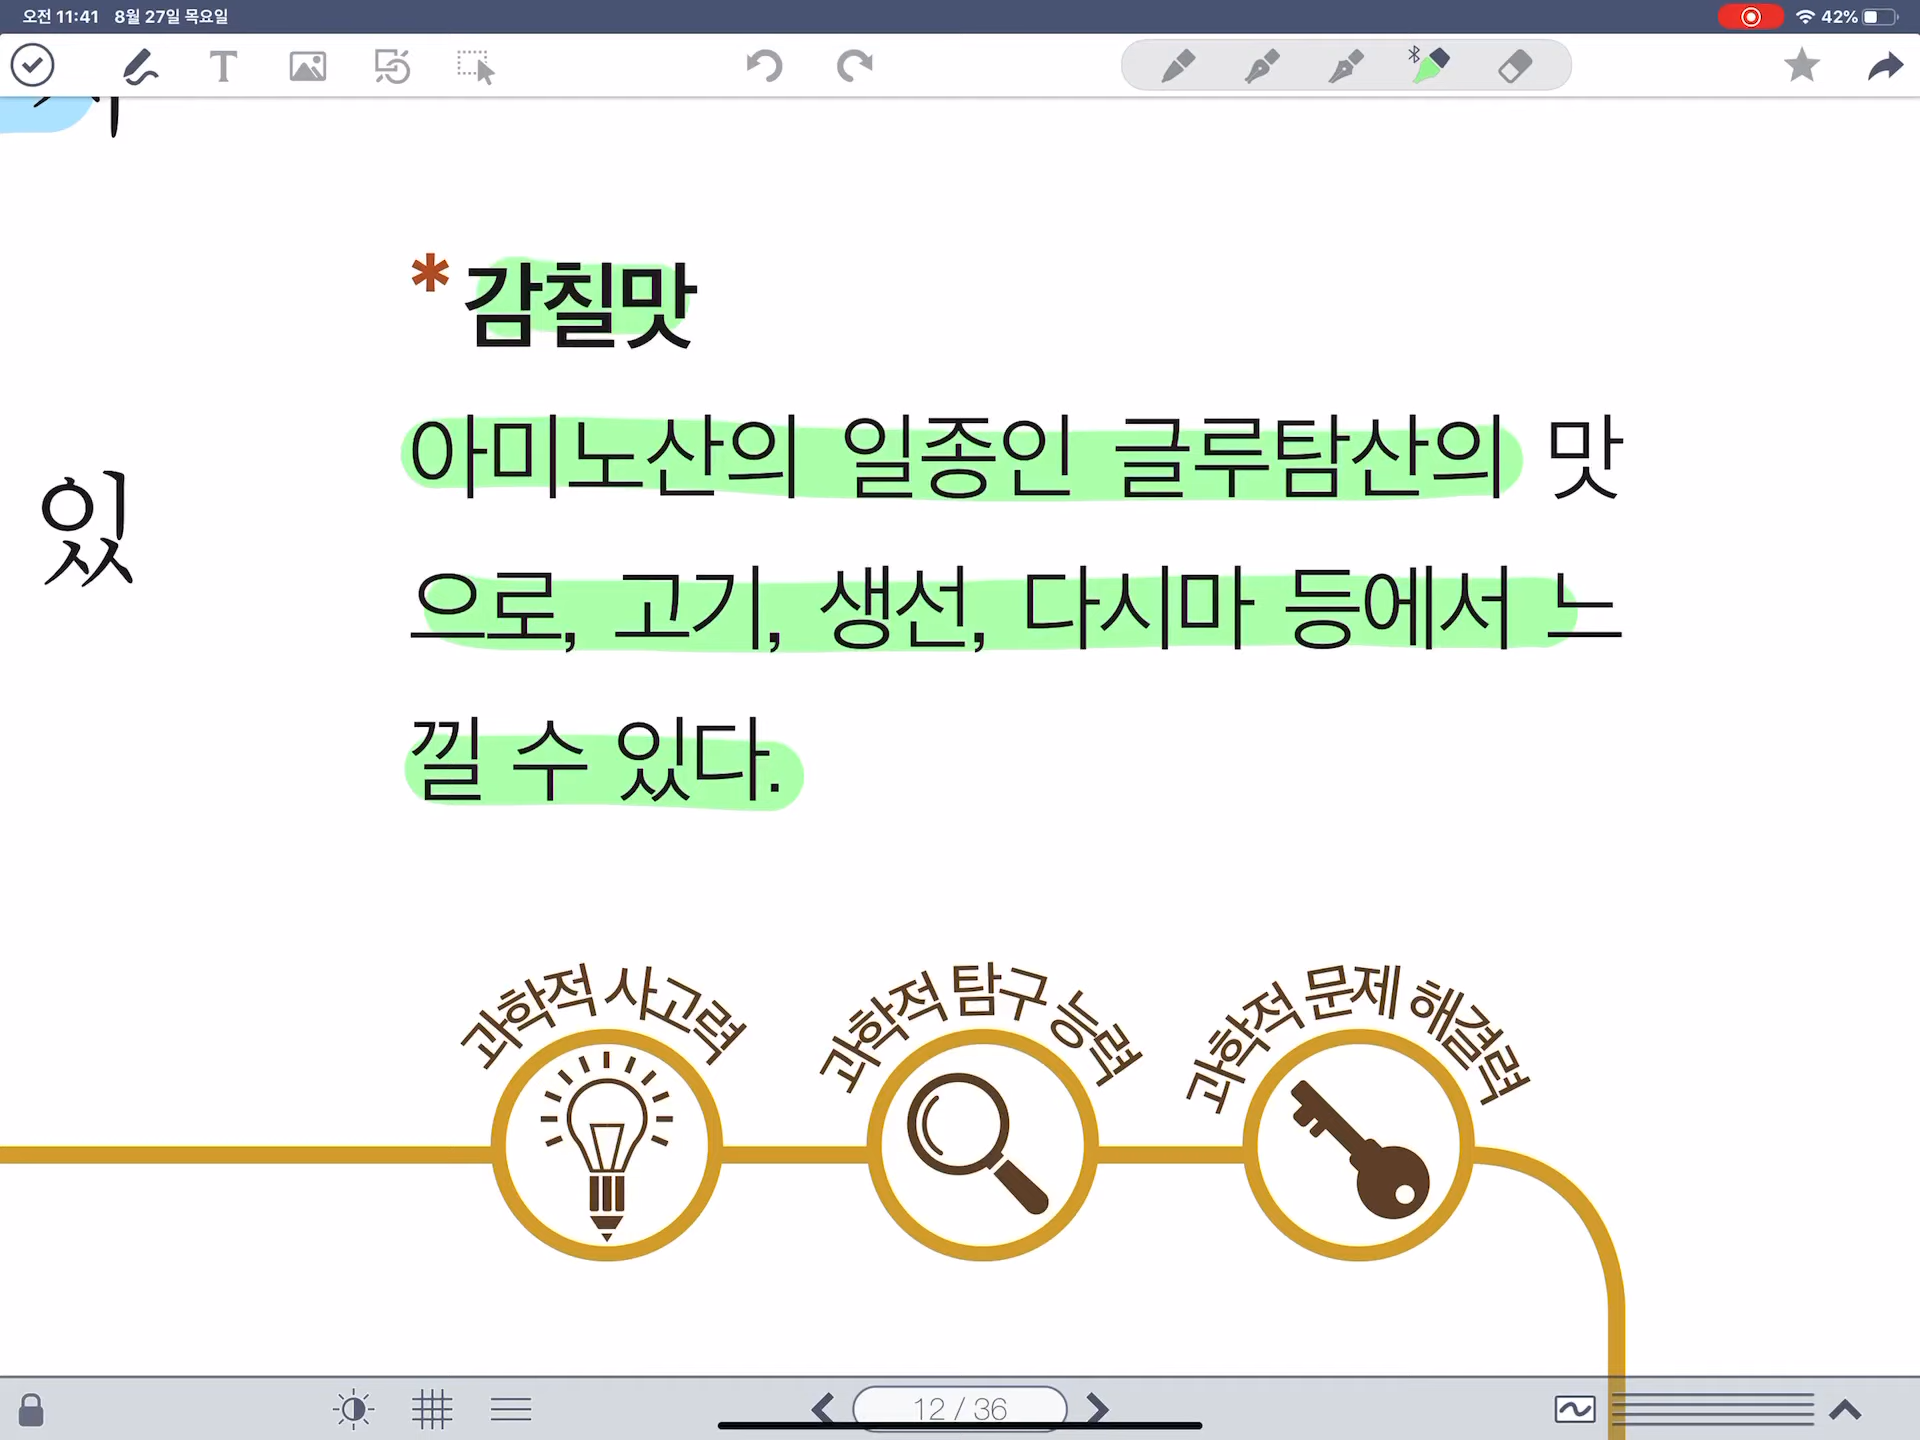 오전 11:41 8월 27일 목요일
42%
T
*감칠맛
아미노산의 일종인 글루탐산의 맛
있
으로, 고기, 생선, 다시마 등에서 느
낄 수 있다.
과학적 사고력
과학적 탐구 능력
과학적 문제 해결력
12 / 36